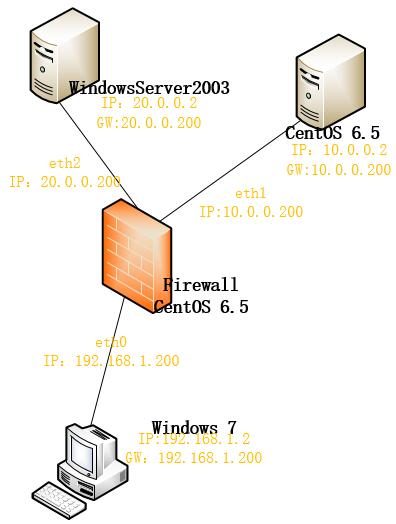 WindowsServer2003
IP: 20.0.0.2
GW:20.0.0.200
CentOS 6.5
IP: 10.0.0.2
GW:10.0.0.200
eth2
IP: 20.0.0.200
eth1
IP:10.0.0.200
Firewall
CentOS 6.5
eth0
IP: 192.168.1.200
Windows 7
IP:192.168.1.2
GW: 192.168.1.200